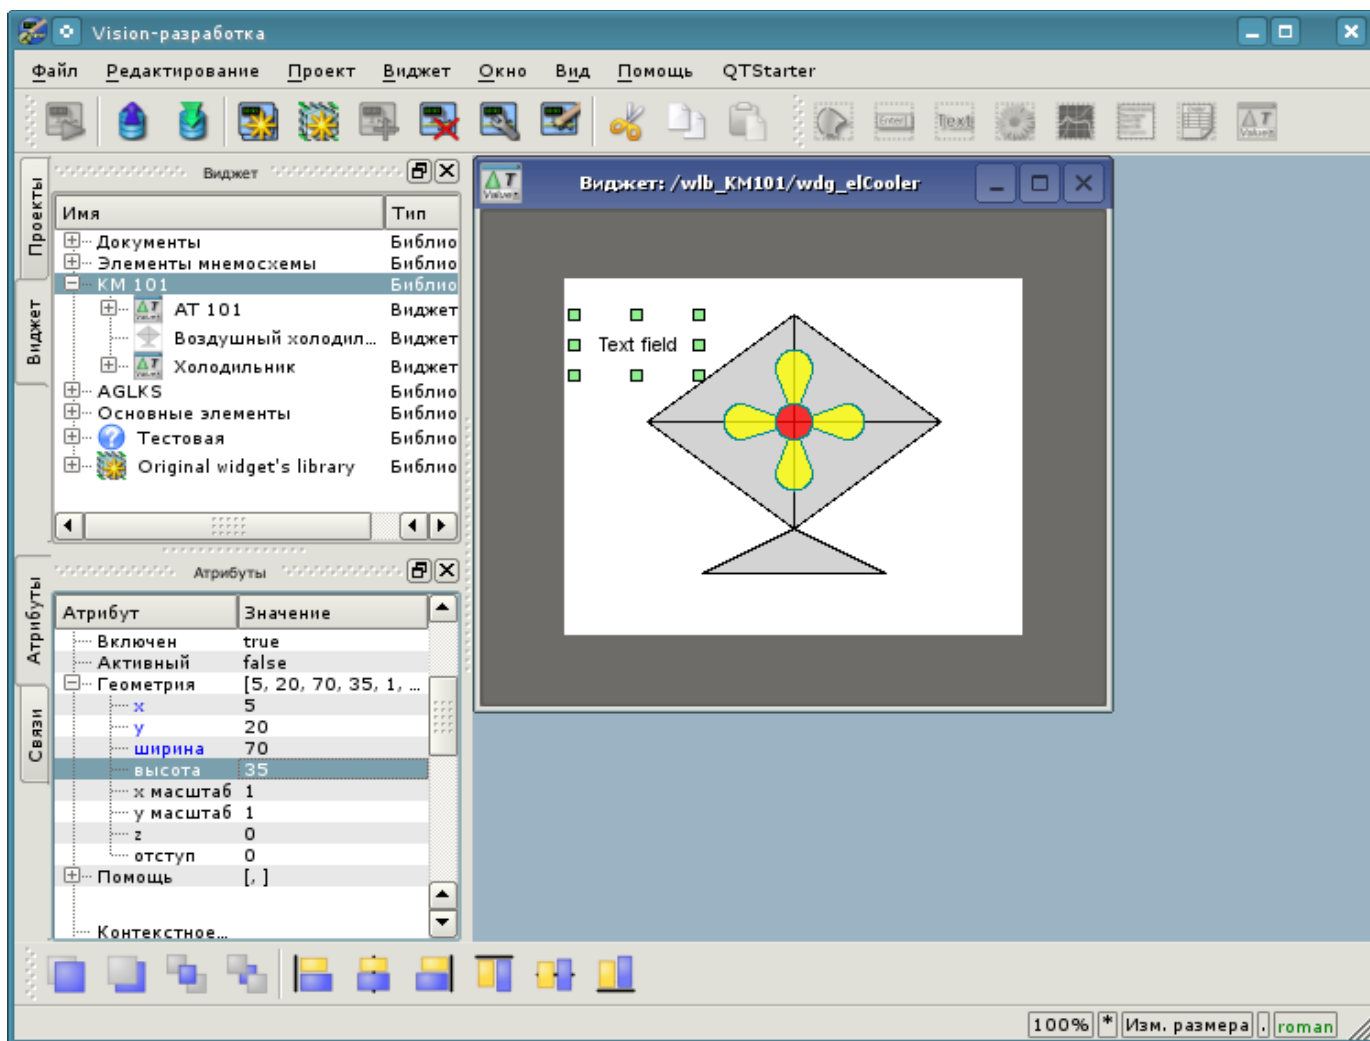 Vision-разработка
Файл Редактирование Проект Виджет Окно Вид Помощь QTStarter
Проекты
Виджет
Виджет
Имя Тип
Документы Библио
Элементы мнемосхемы Библио
КМ 101 Библио
АТ 101 Виджет
Воздушный холодил... Виджет
Холодильник Виджет
AGLKS Библио
Основные элементы Библио
Тестовая Библио
Original widget's library Библио
Атрибуты
Связи
Атрибуты
Атрибут Значение
Включен true
Активный false
Геометрия [5, 20, 70, 35, 1, ...
x 5
y 20
ширина 70
высота 35
x масштаб 1
y масштаб 1
z 0
отступ 0
Помощь [, ]
Контекстное...
Виджет: /wlb_KM101/wdg_elCooler
Text field
100% * Изм. размера . roman